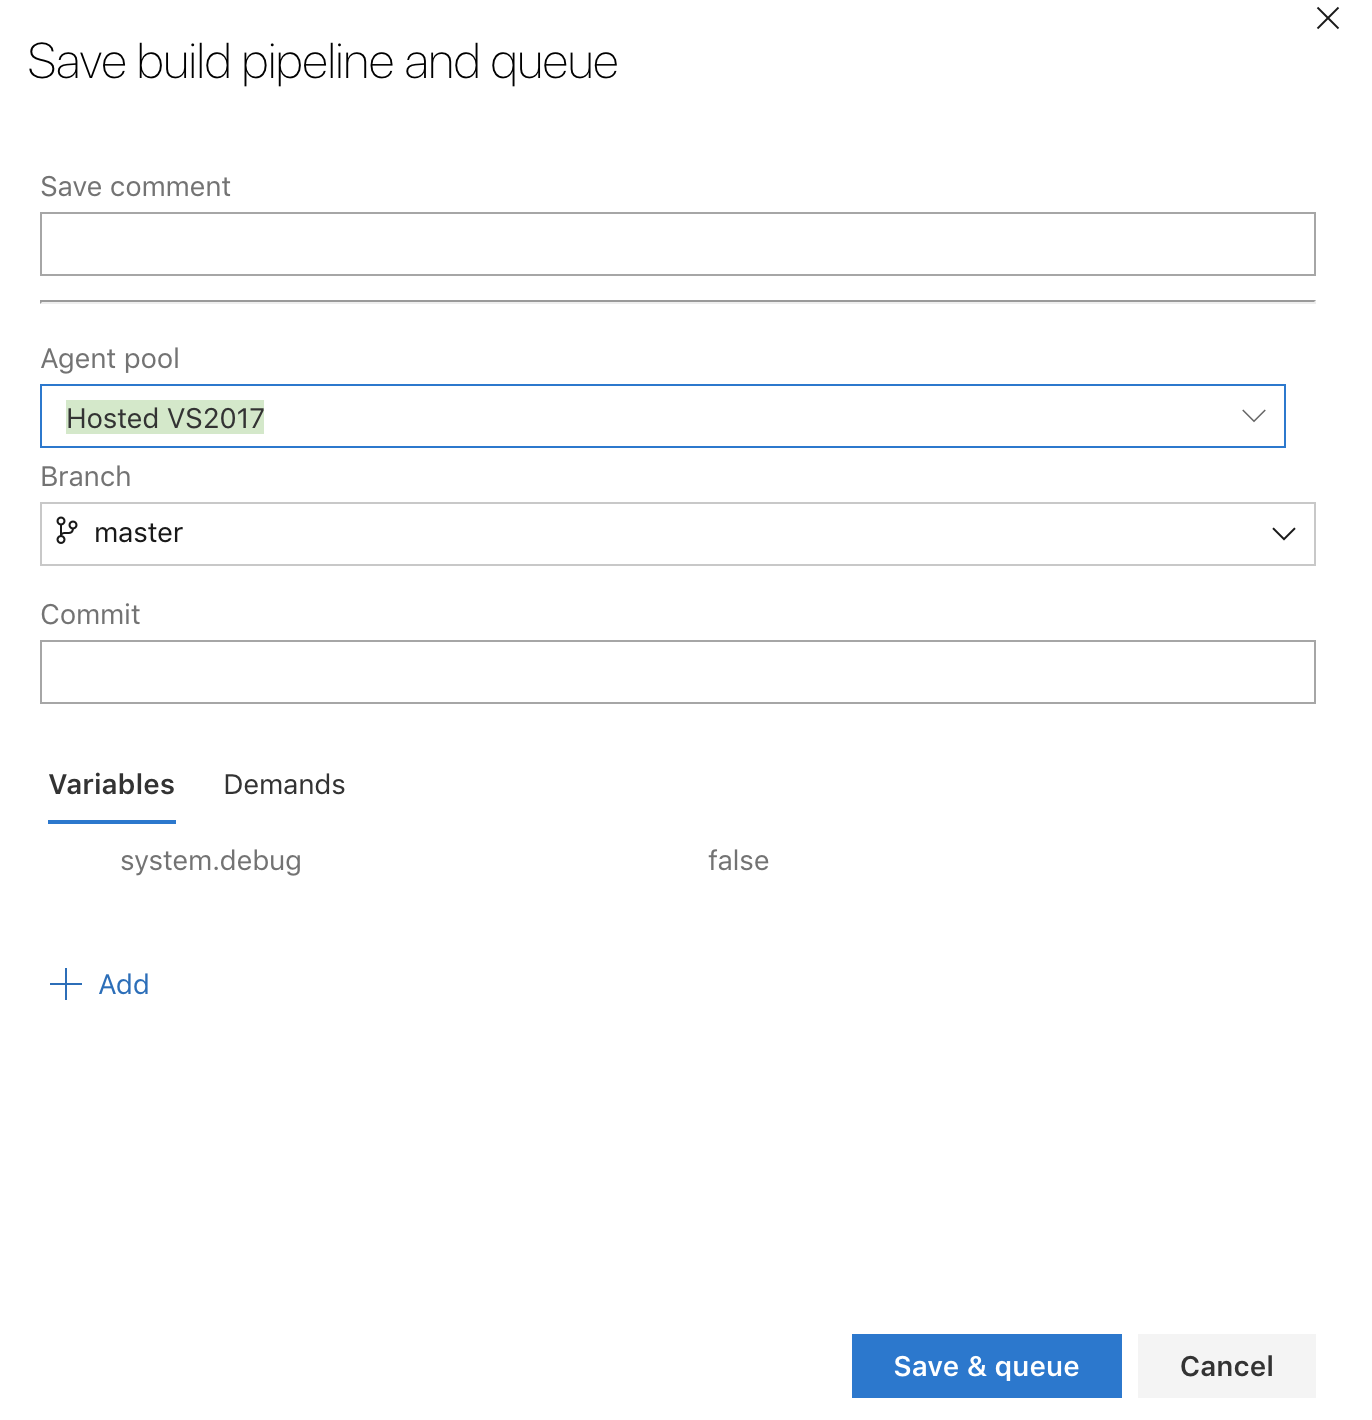 Save build pipeline and queue
Save comment
Agent pool
Hosted VS2017
Branch
master
Commit
Variables Demands
system.debug false
Add
Save & queue Cancel